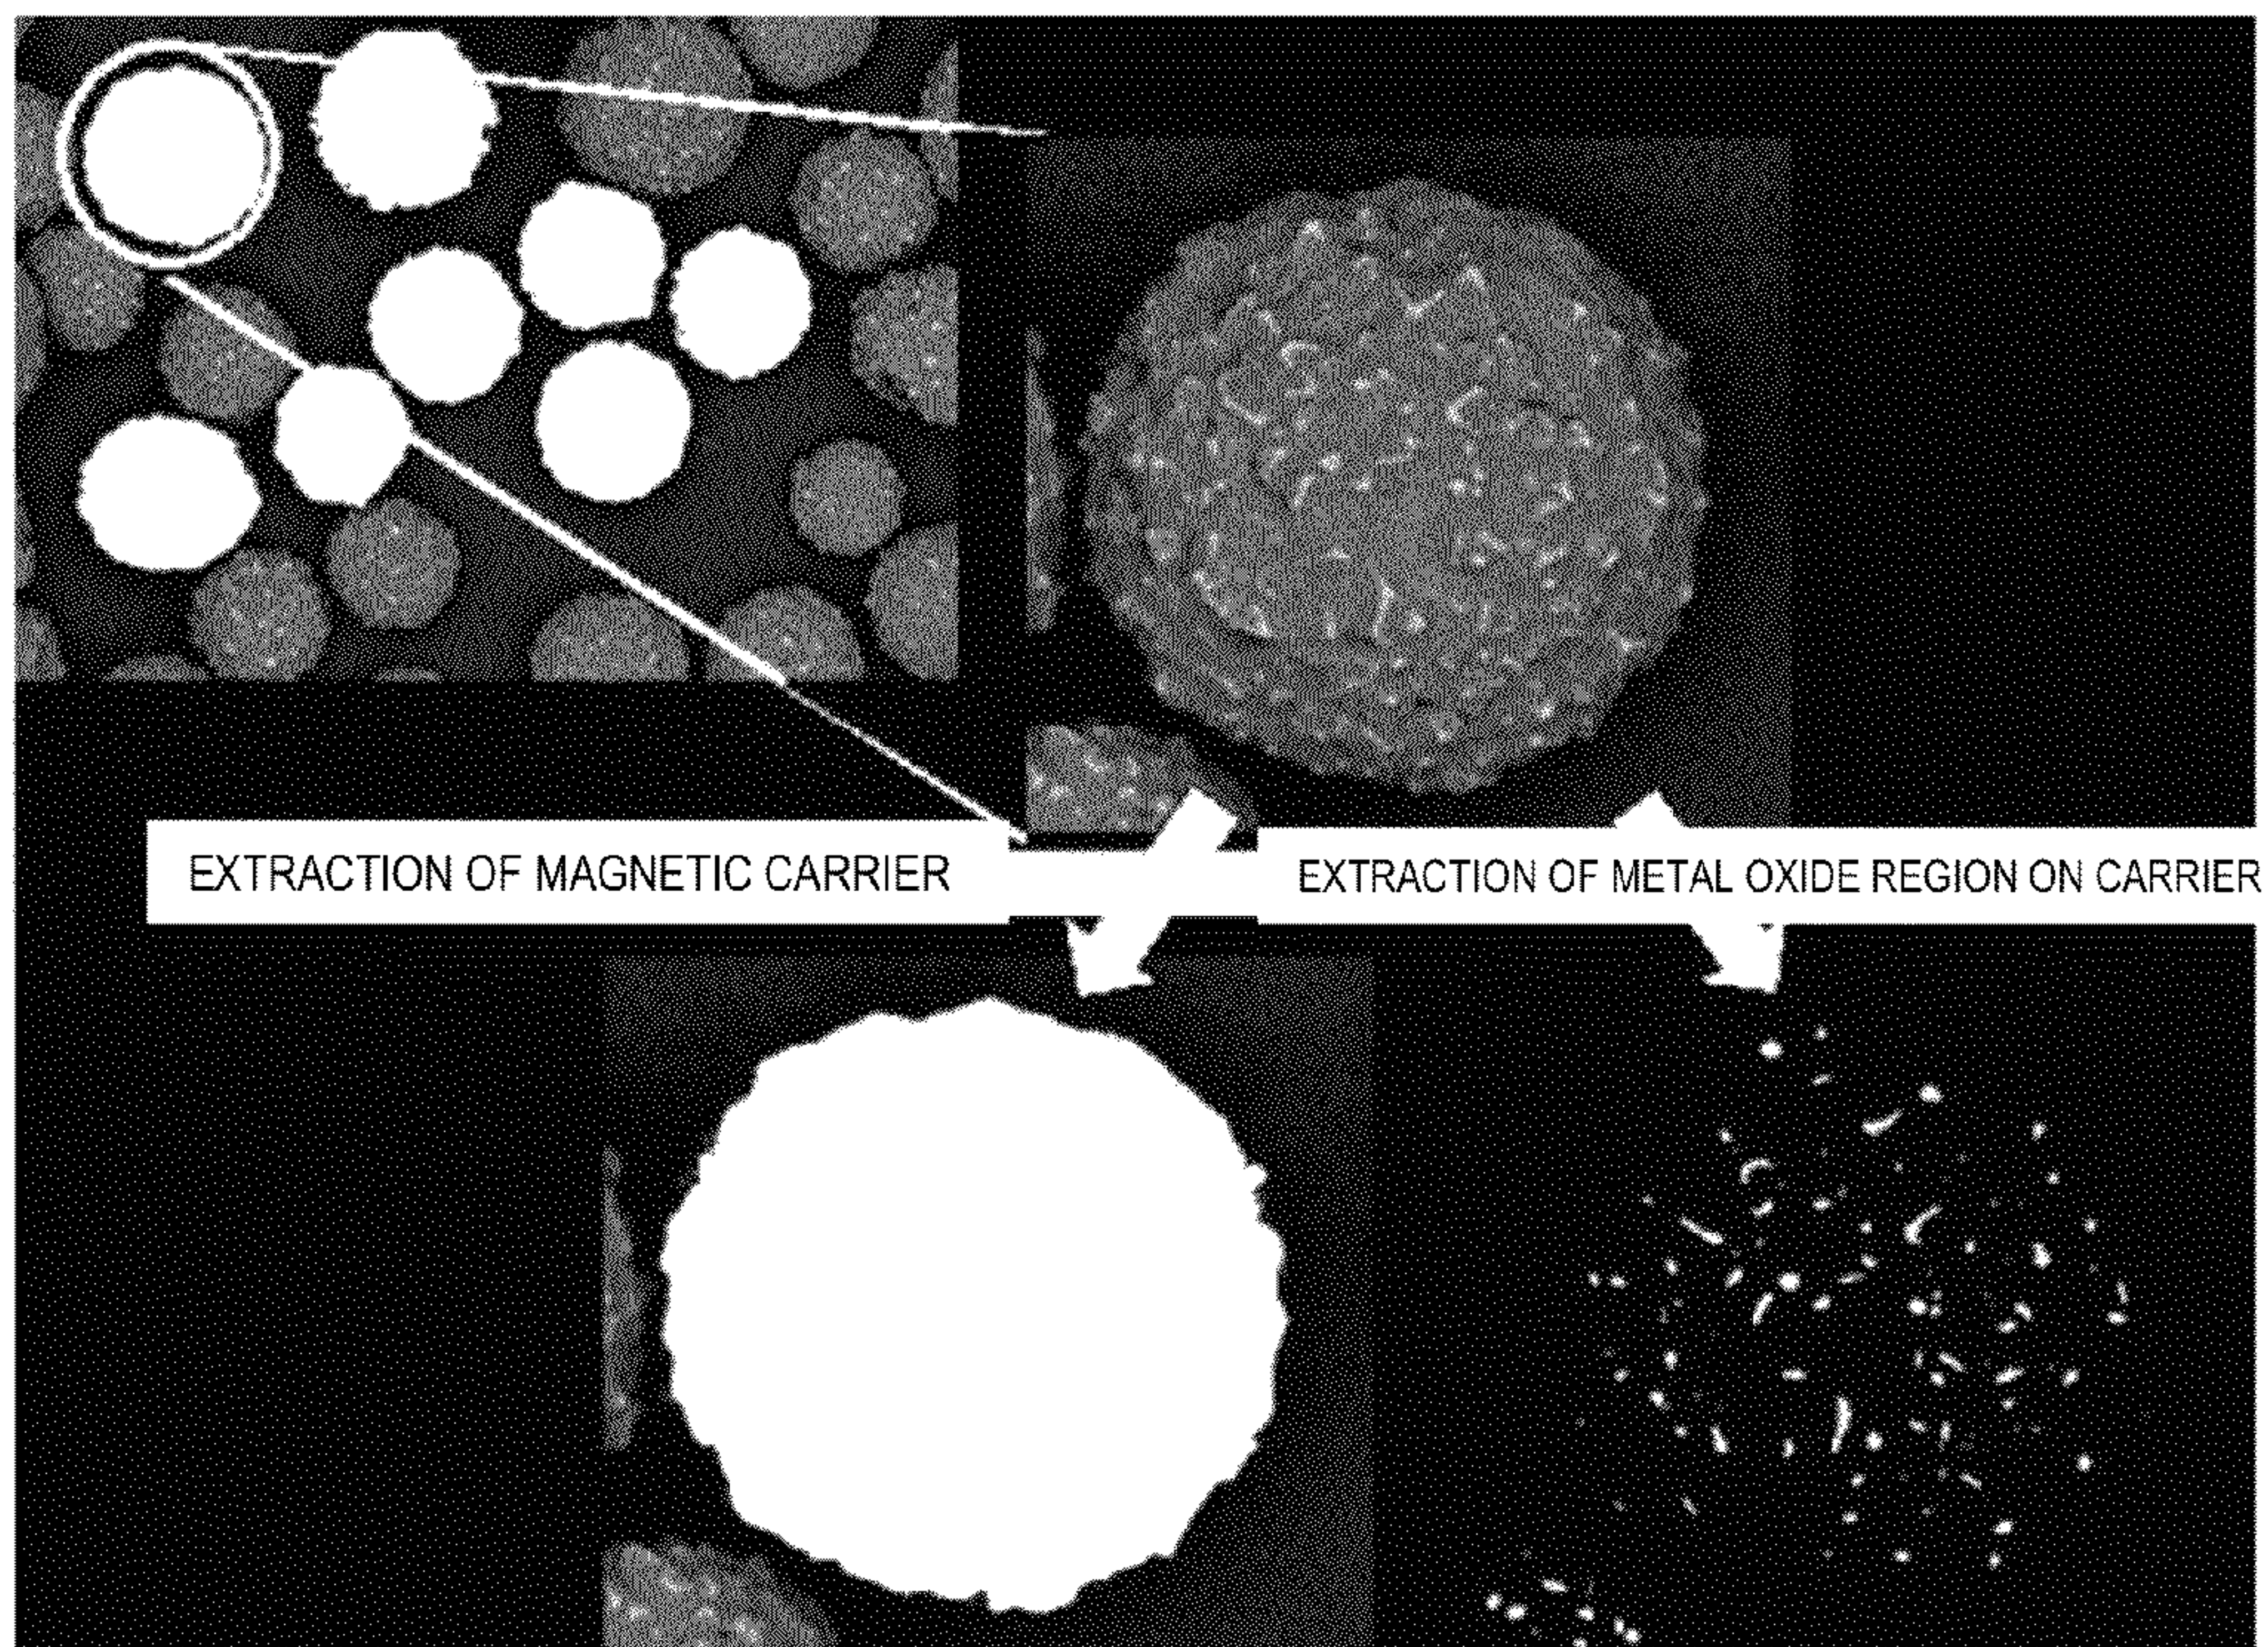 EXTRACTION OF MAGNETIC CARRIER
EXTRACTION OF METAL OXIDE REGION ON CARRIER